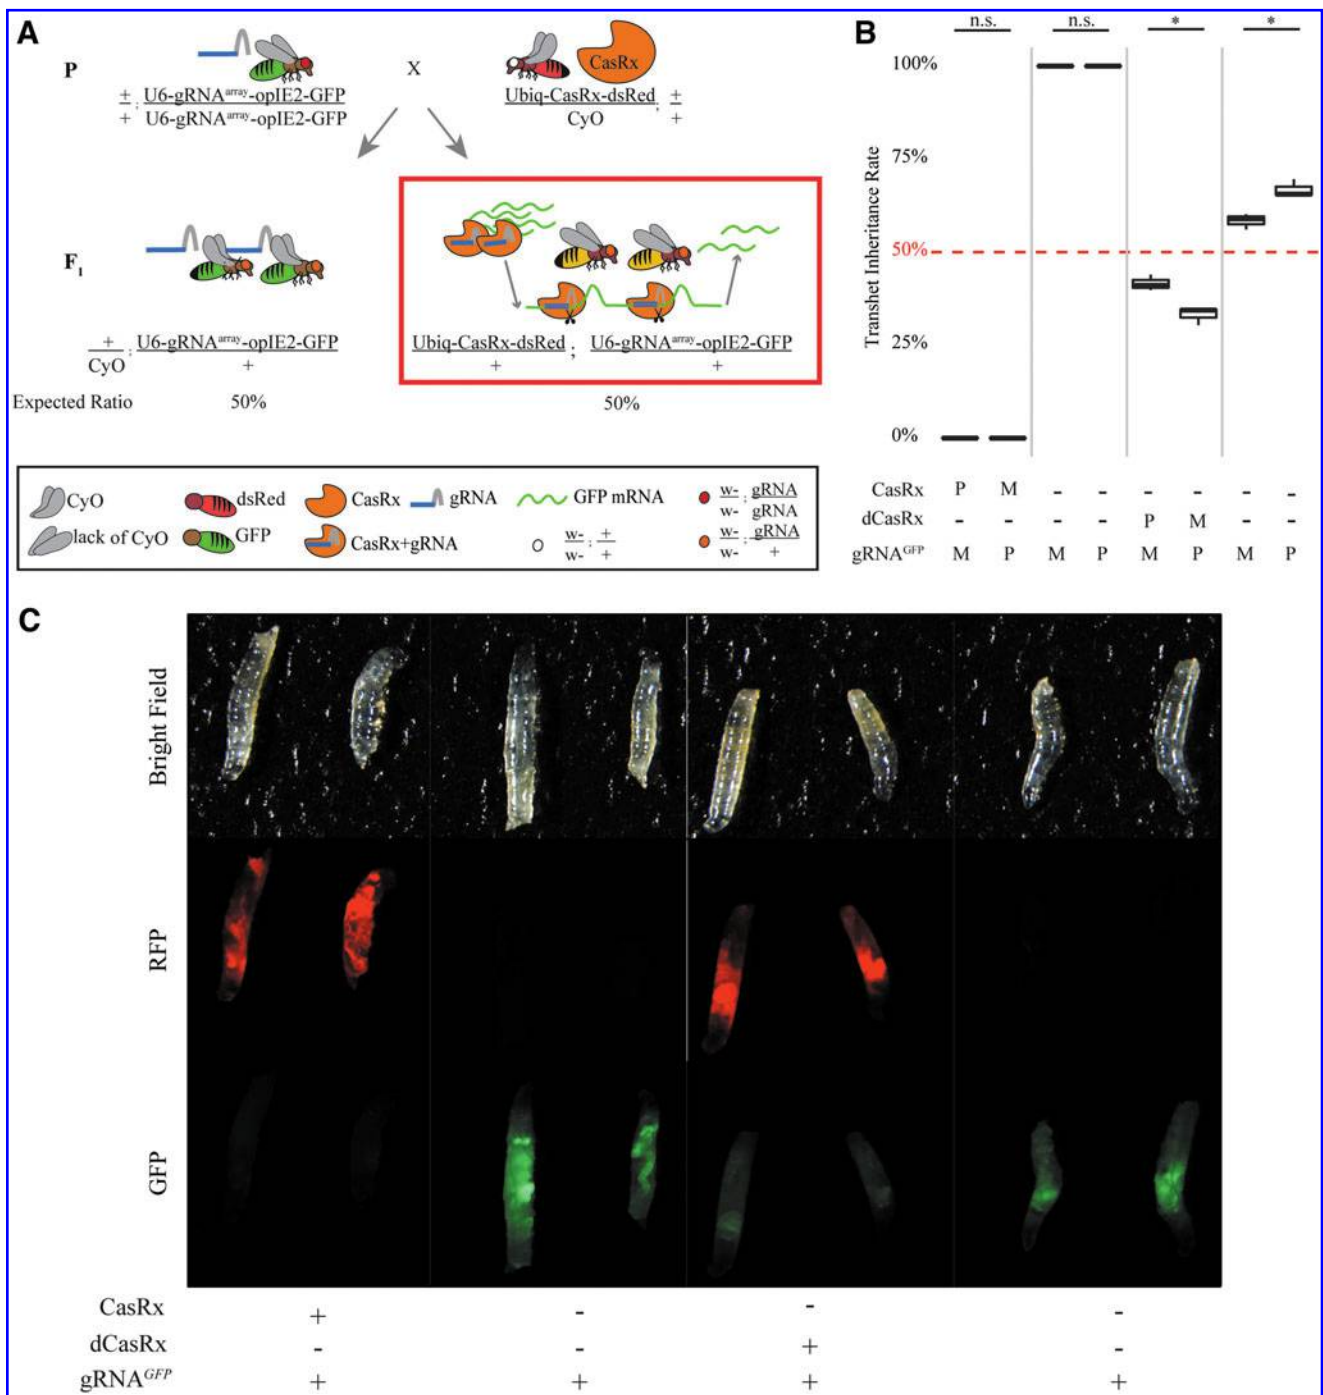 A
P
+
+
;
U6-gRNAarray-opIE2-GFP
U6-gRNAarray-opIE2-GFP
X
CasRx
Ubiq-CasRx-dsRed
CyO
;
+
+
F1
+
CyO
;
U6-gRNAarray-opIE2-GFP
+
Ubiq-CasRx-dsRed
+
;
U6-gRNAarray-opIE2-GFP
+
Expected Ratio 50% 50%
CyO
dsRed
CasRx
gRNA
GFP mRNA
w- ; gRNA
w- gRNA
lack of CyO
GFP
CasRx+gRNA
w- ; +
w- +
w- ; gRNA
w- +
B
n.s. n.s. * *
Transhet Inheritance Rate
100%
75%
50%
25%
0%
CasRx P M - - - - - -
dCasRx - - - - P M - -
gRNAGFP M P M P M P M P
C
Bright Field
RFP
GFP
CasRx + - - -
dCasRx - - + -
gRNAGFP + + + +